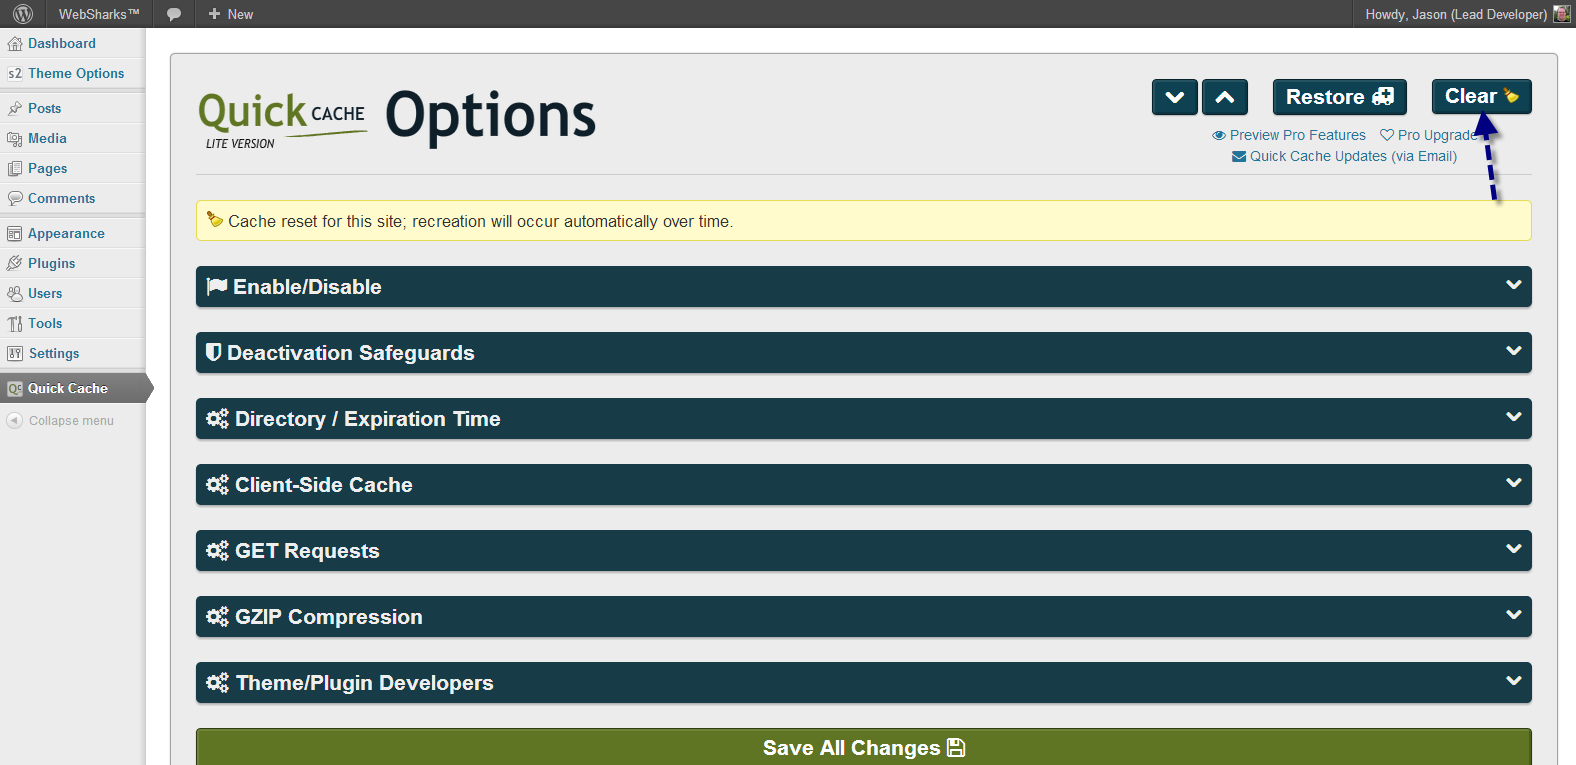 WebSharks™
New
Howdy, Jason (Lead Developer)
Dashboard
s2 Theme Options
Posts
Media
Pages
Comments
Appearance
Plugins
Users
Tools
Settings
Qc Quick Cache
Collapse menu
Quick CACHE
LITE VERSION
Options
Restore
Clear
Preview Pro Features
Pro Upgrade
Quick Cache Updates (via Email)
Cache reset for this site; recreation will occur automatically over time.
Enable/Disable
Deactivation Safeguards
Directory / Expiration Time
Client-Side Cache
GET Requests
GZIP Compression
Theme/Plugin Developers
Save All Changes